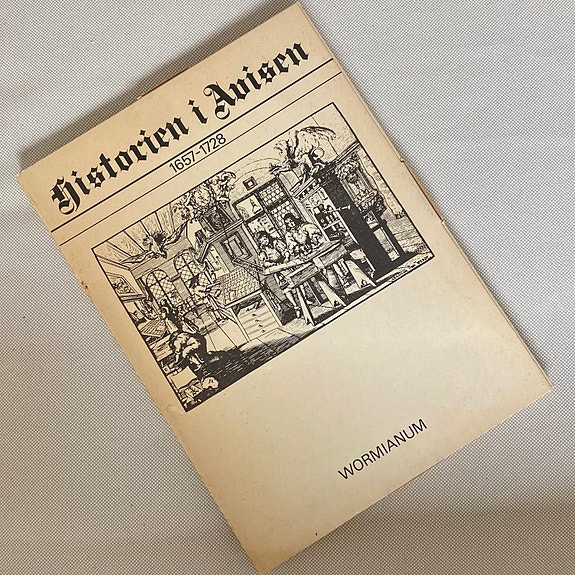 Historien i Avisen
1657-1728
WORMIANUM